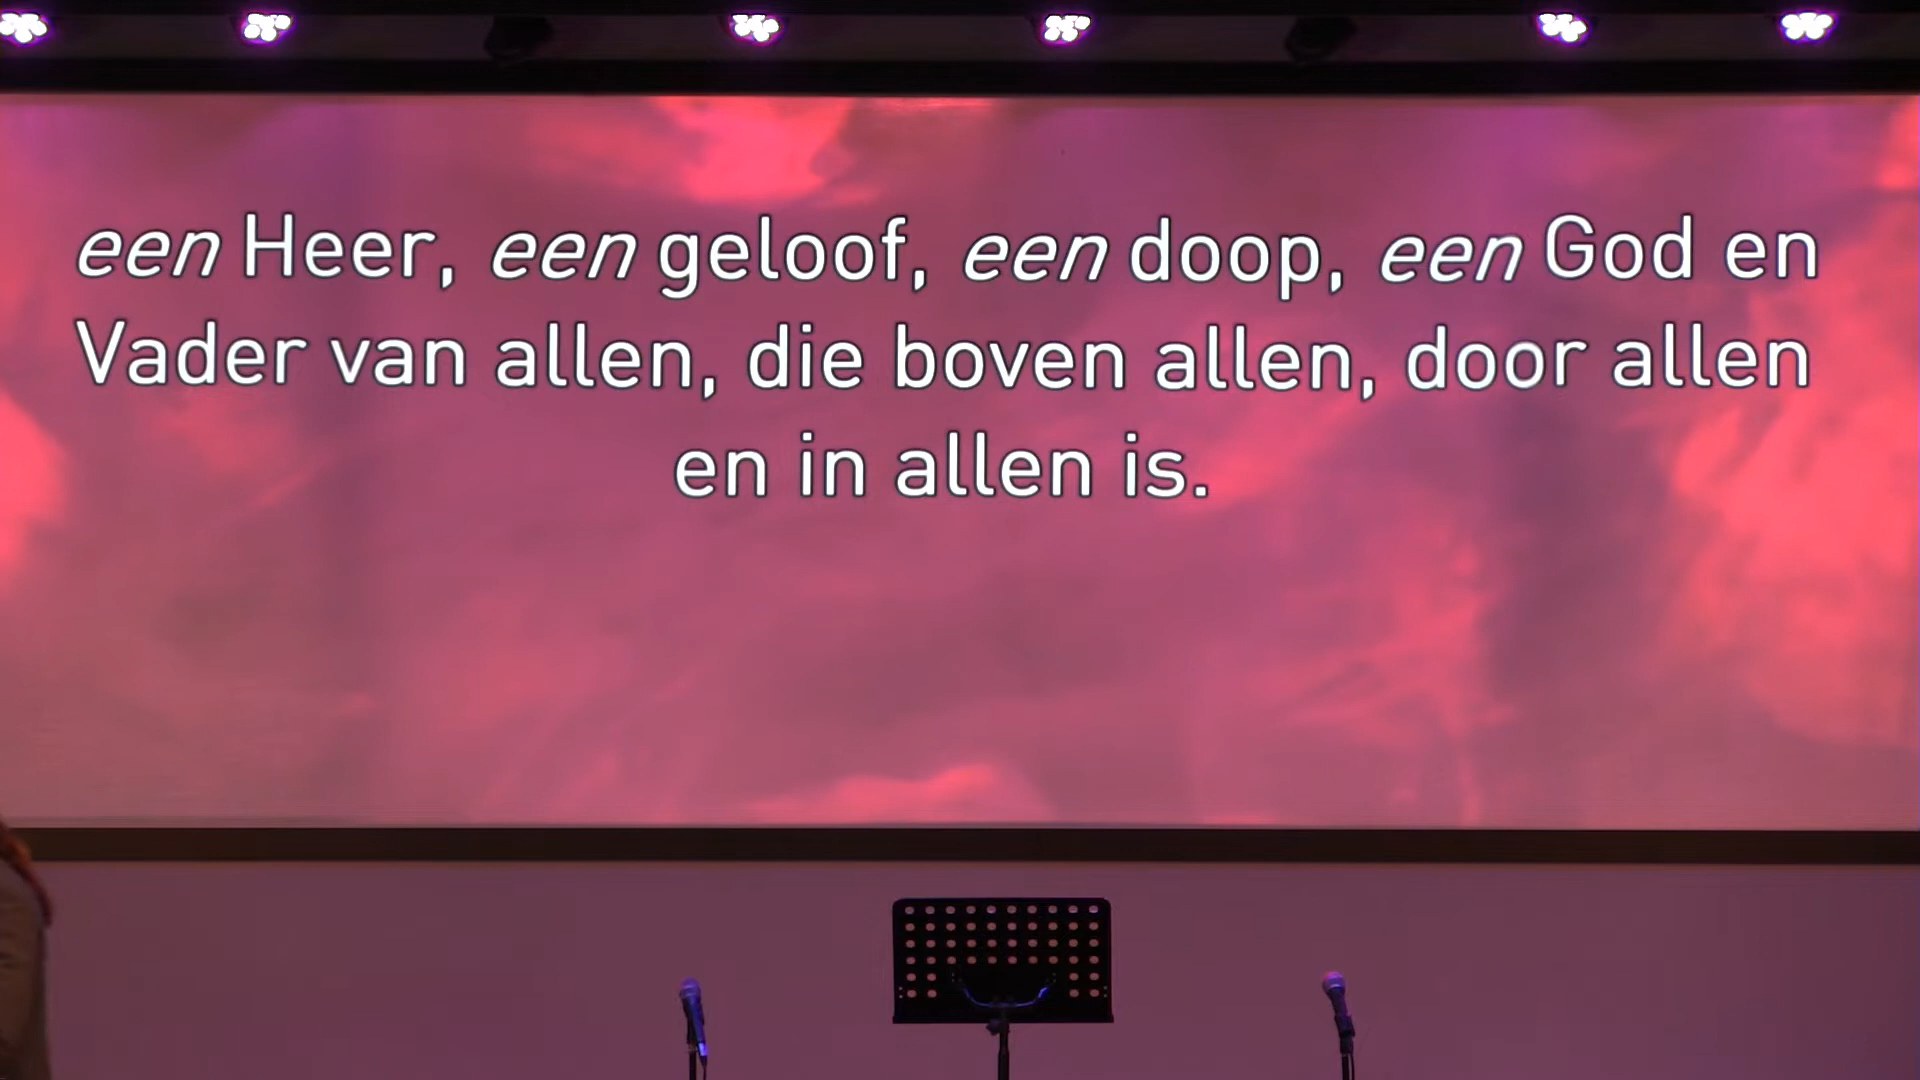 een Heer, een geloof, een doop, een God en
Vader van allen, die boven allen, door allen
en in allen is.